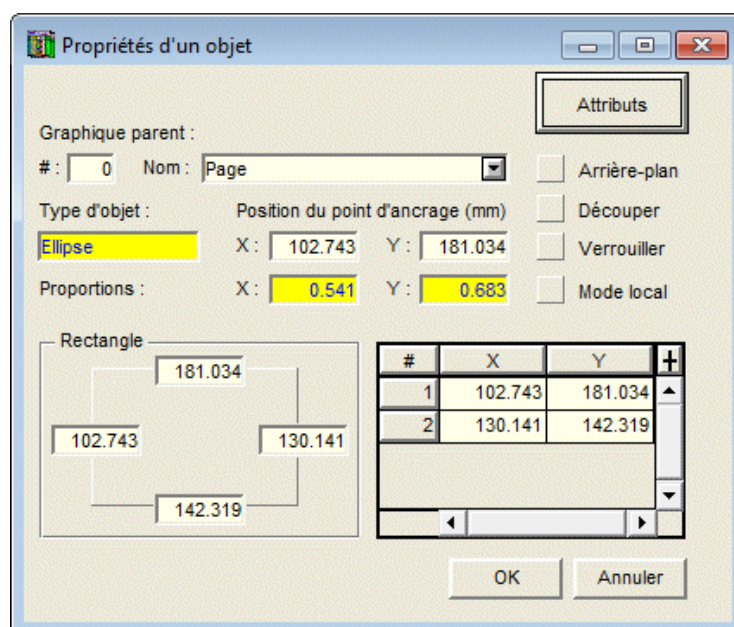 Propriétés d'un objet
Attributs
Graphique parent :
# : 0 Nom : Page
Arrière-plan
Type d'objet : Position du point d'ancrage (mm)
Découper
Ellipse X : 102.743 Y : 181.034
Verrouiller
Proportions : X : 0.541 Y : 0.683
Mode local
Rectangle
181.034
102.743 130.141
142.319
# X Y +
1 102.743 181.034
2 130.141 142.319
OK Annuler